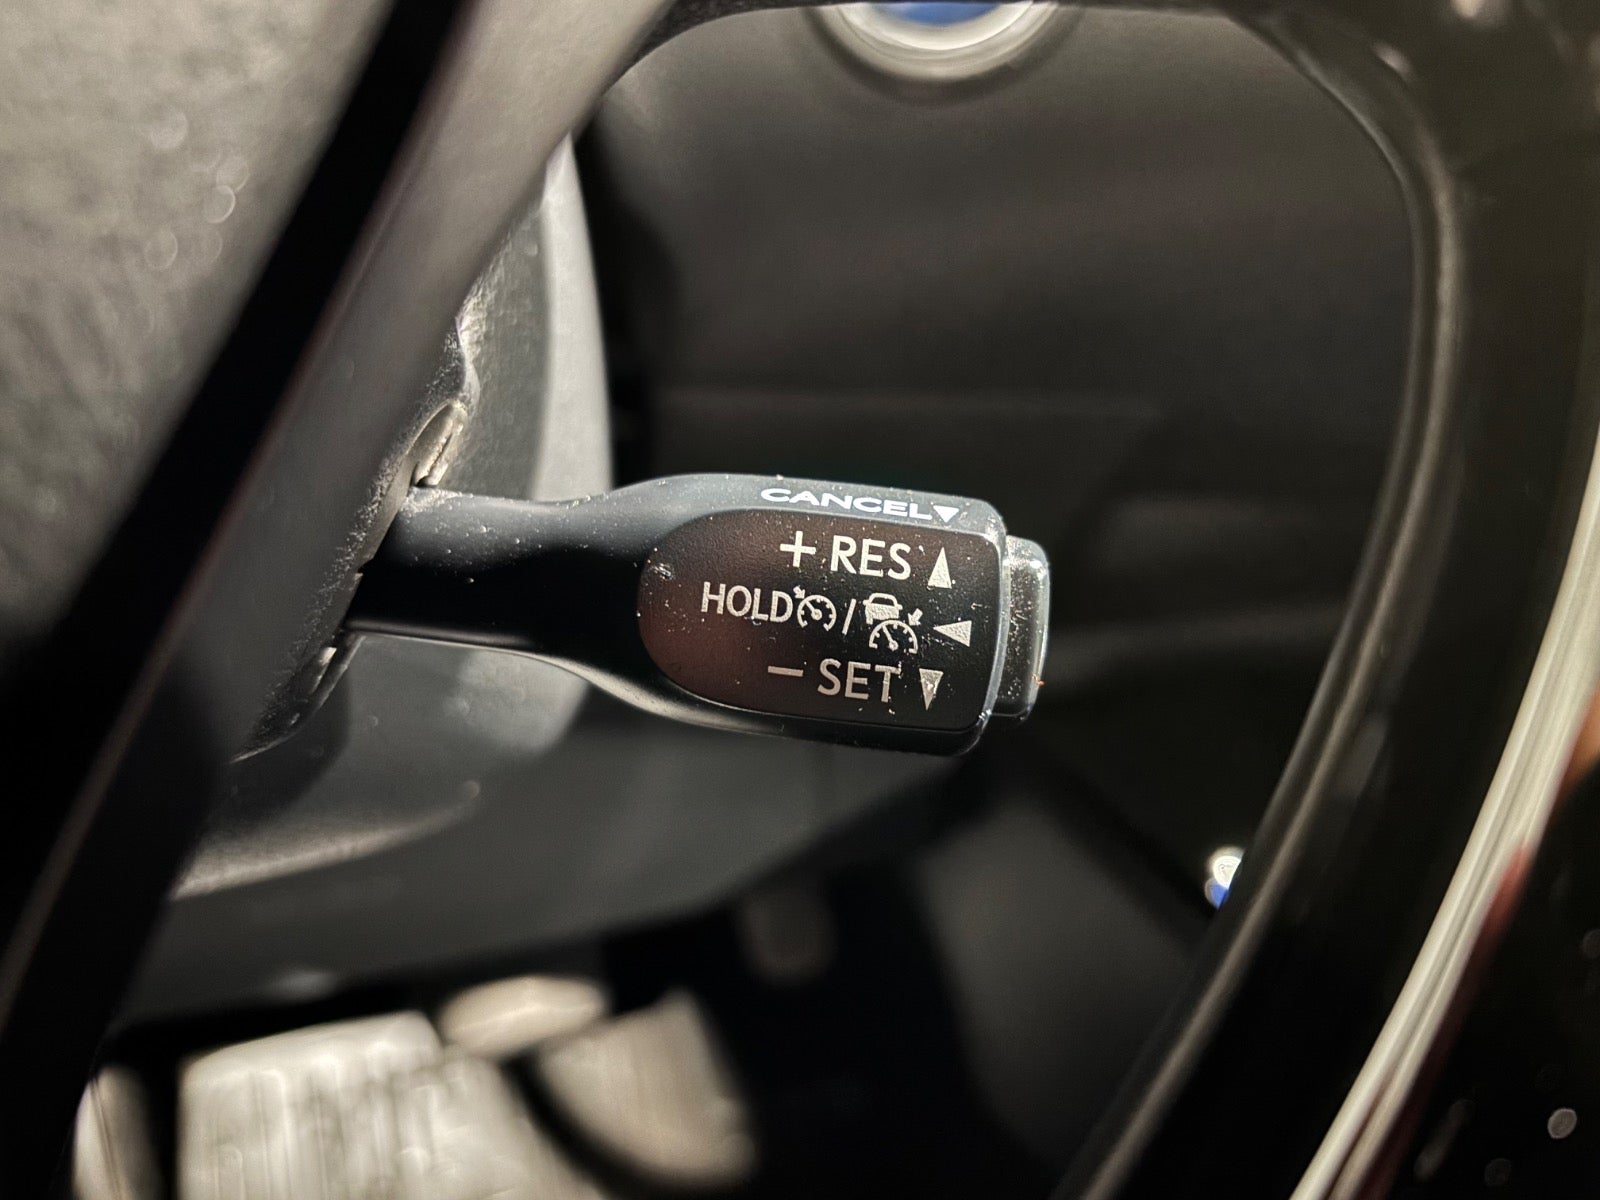 CANCEL▼
+ RES ▲
HOLD / ◀
− SET ▼